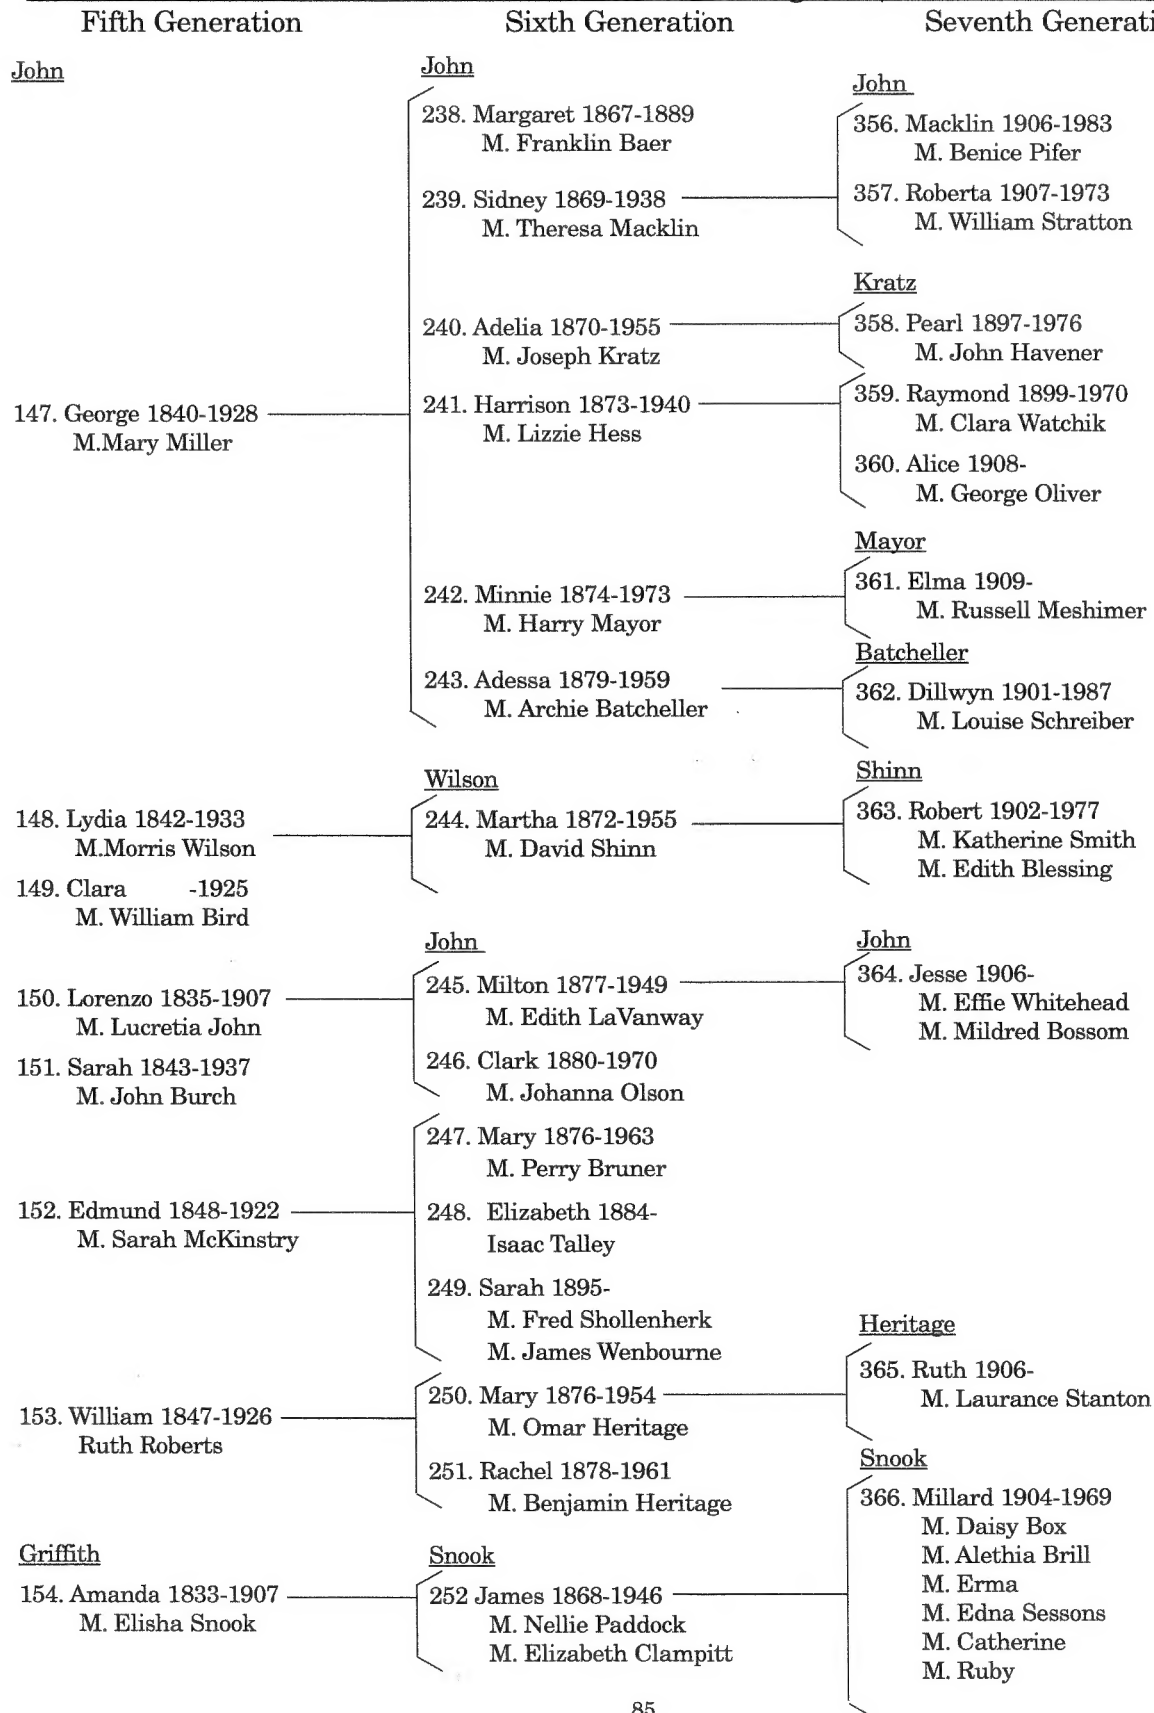 Fifth Generation
Sixth Generation
Seventh Generati
John
147. George 1840-1928
M.Mary Miller
148. Lydia 1842-1933
M.Morris Wilson
149. Clara -1925
M. William Bird
150. Lorenzo 1835-1907
M. Lucretia John
151. Sarah 1843-1937
M. John Burch
152. Edmund 1848-1922
M. Sarah McKinstry
153. William 1847-1926
Ruth Roberts
Griffith
154. Amanda 1833-1907
M. Elisha Snook
John
238. Margaret 1867-1889
M. Franklin Baer
239. Sidney 1869-1938
M. Theresa Macklin
240. Adelia 1870-1955
M. Joseph Kratz
241. Harrison 1873-1940
M. Lizzie Hess
242. Minnie 1874-1973
M. Harry Mayor
243. Adessa 1879-1959
M. Archie Batcheller
Wilson
244. Martha 1872-1955
M. David Shinn
John
245. Milton 1877-1949
M. Edith LaVanway
246. Clark 1880-1970
M. Johanna Olson
247. Mary 1876-1963
M. Perry Bruner
248. Elizabeth 1884-
Isaac Talley
249. Sarah 1895-
M. Fred Shollenherk
M. James Wenbourne
250. Mary 1876-1954
M. Omar Heritage
251. Rachel 1878-1961
M. Benjamin Heritage
Snook
252 James 1868-1946
M. Nellie Paddock
M. Elizabeth Clampitt
John
356. Macklin 1906-1983
M. Benice Pifer
357. Roberta 1907-1973
M. William Stratton
Kratz
358. Pearl 1897-1976
M. John Havener
359. Raymond 1899-1970
M. Clara Watchik
360. Alice 1908-
M. George Oliver
Mayor
361. Elma 1909-
M. Russell Meshimer
Batcheller
362. Dillwyn 1901-1987
M. Louise Schreiber
Shinn
363. Robert 1902-1977
M. Katherine Smith
M. Edith Blessing
John
364. Jesse 1906-
M. Effie Whitehead
M. Mildred Bossom
Heritage
365. Ruth 1906-
M. Laurance Stanton
Snook
366. Millard 1904-1969
M. Daisy Box
M. Alethia Brill
M. Erma
M. Edna Sessons
M. Catherine
M. Ruby
85